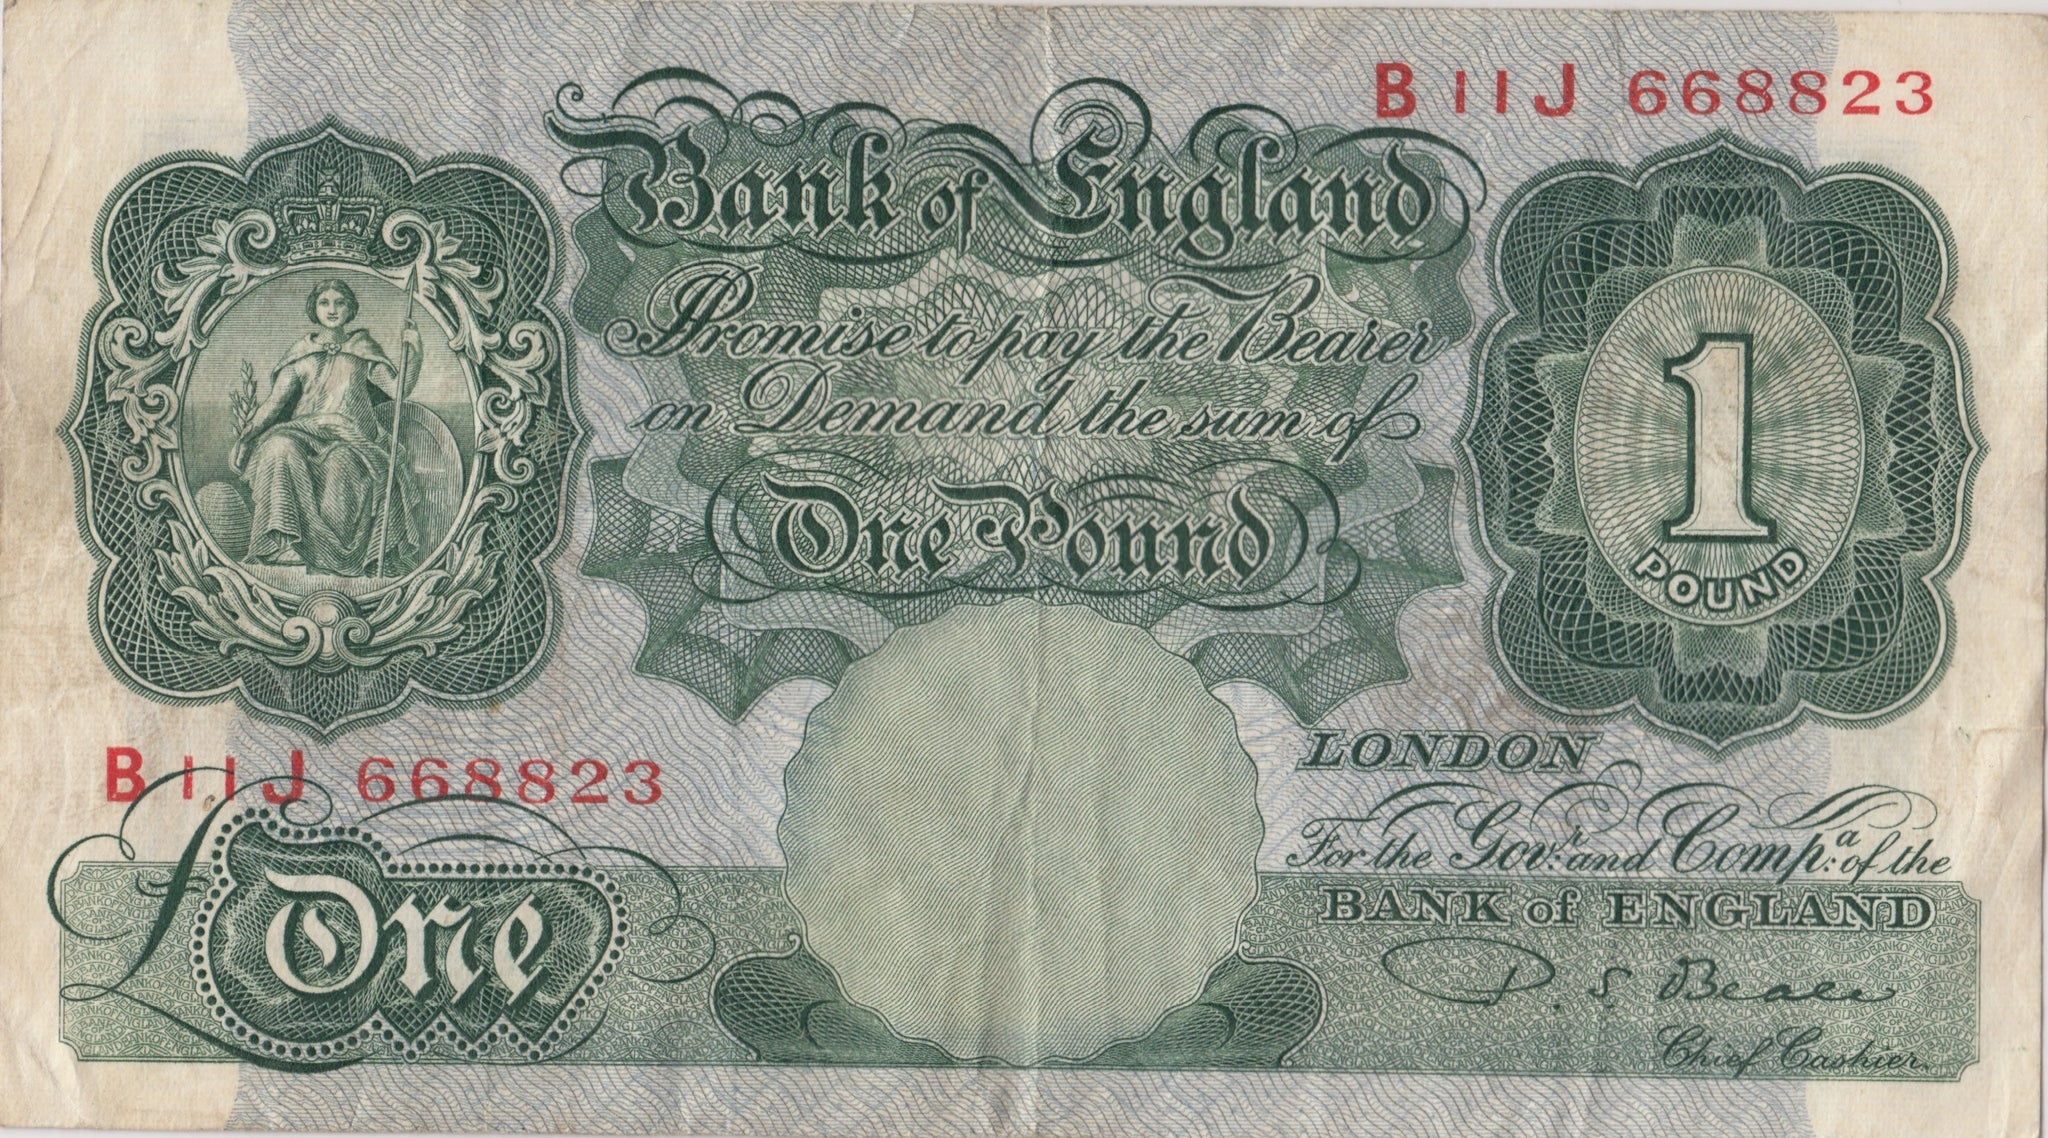 B11J 668823
Bank of England
Promise to pay the Bearer
on Demand the sum of
One Pound
1
POUND
B11J 668823
LONDON
For the Govr. and Compa. of the
BANK of ENGLAND
£One
P. S. Beale
Chief Cashier.